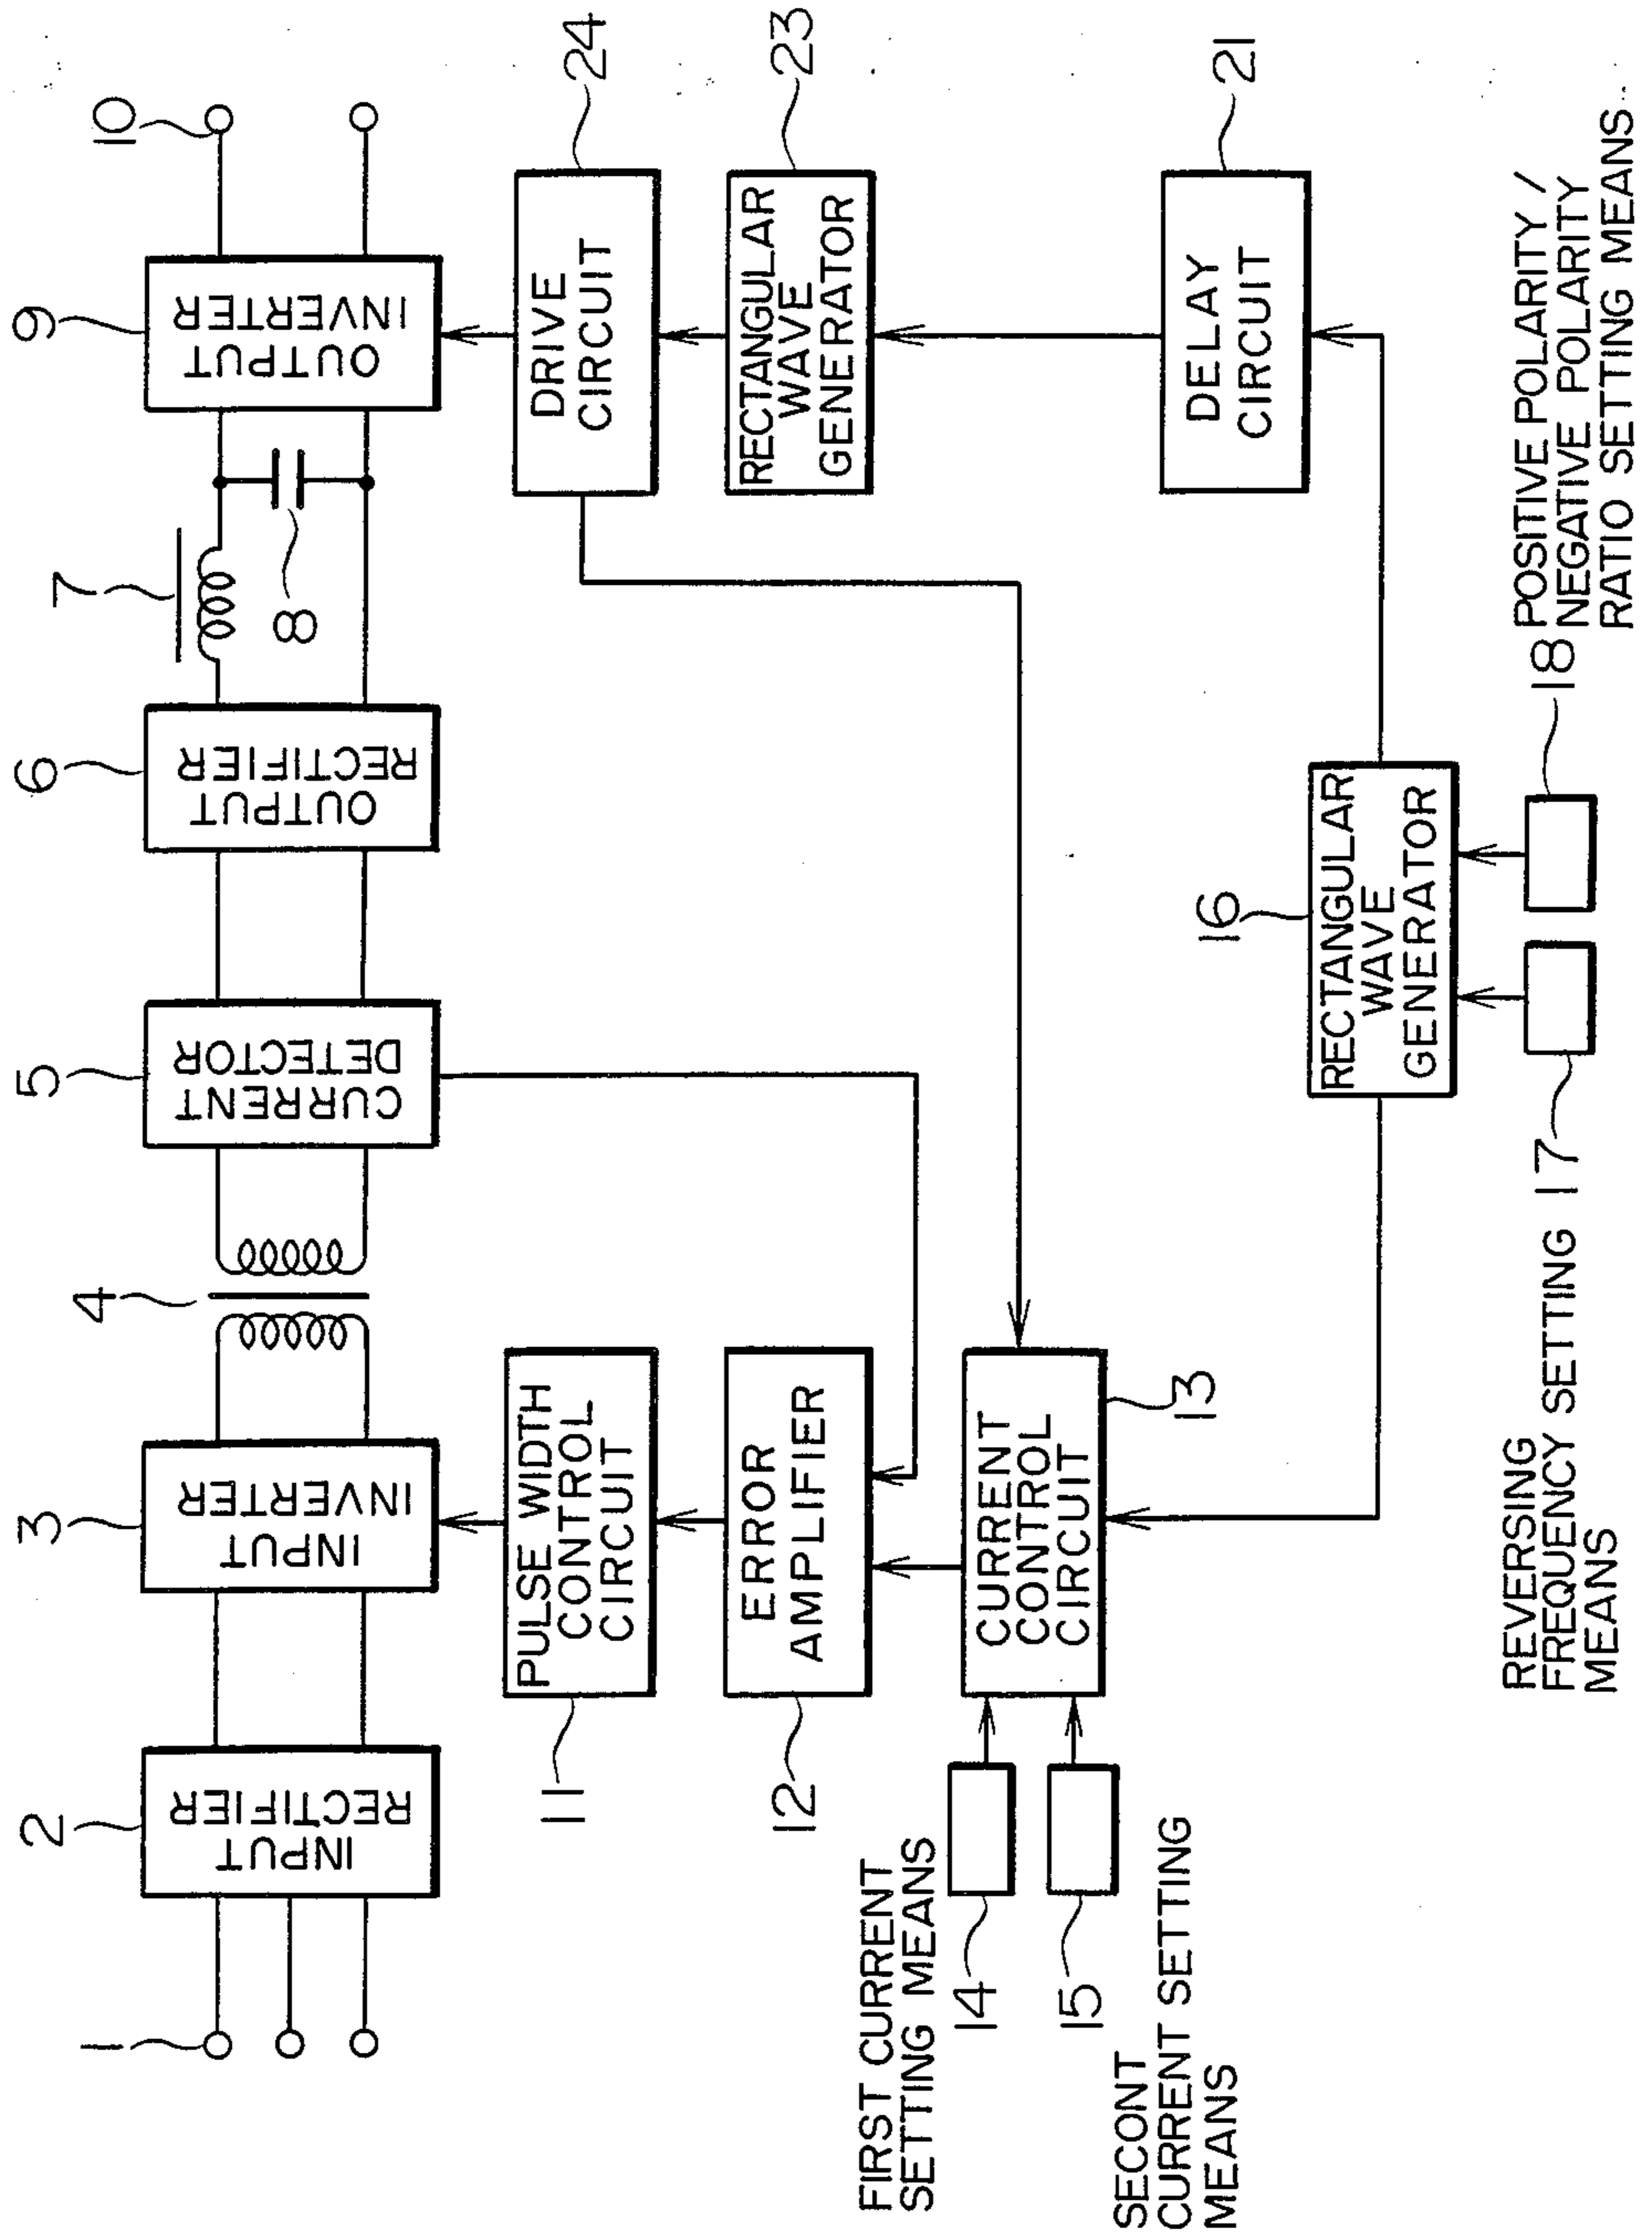 1
2
INPUT
RECTIFIER
3
INPUT
INVERTER
4
5
CURRENT
DETECTOR
6
OUTPUT
RECTIFIER
7
8
9
OUTPUT
INVERTER
10
PULSE WIDTH
CONTROL
CIRCUIT
11
ERROR
AMPLIFIER
12
CURRENT
CONTROL
CIRCUIT
13
FIRST CURRENT
SETTING MEANS
14
15
SECONT
CURRENT SETTING
MEANS
DRIVE
CIRCUIT
24
RECTANGULAR
WAVE
GENERATOR
23
DELAY
CIRCUIT
21
16
RECTANGULAR
WAVE
GENERATOR
REVERSING
FREQUENCY SETTING 17
MEANS
18
POSITIVE POLARITY /
NEGATIVE POLARITY
RATIO SETTING MEANS